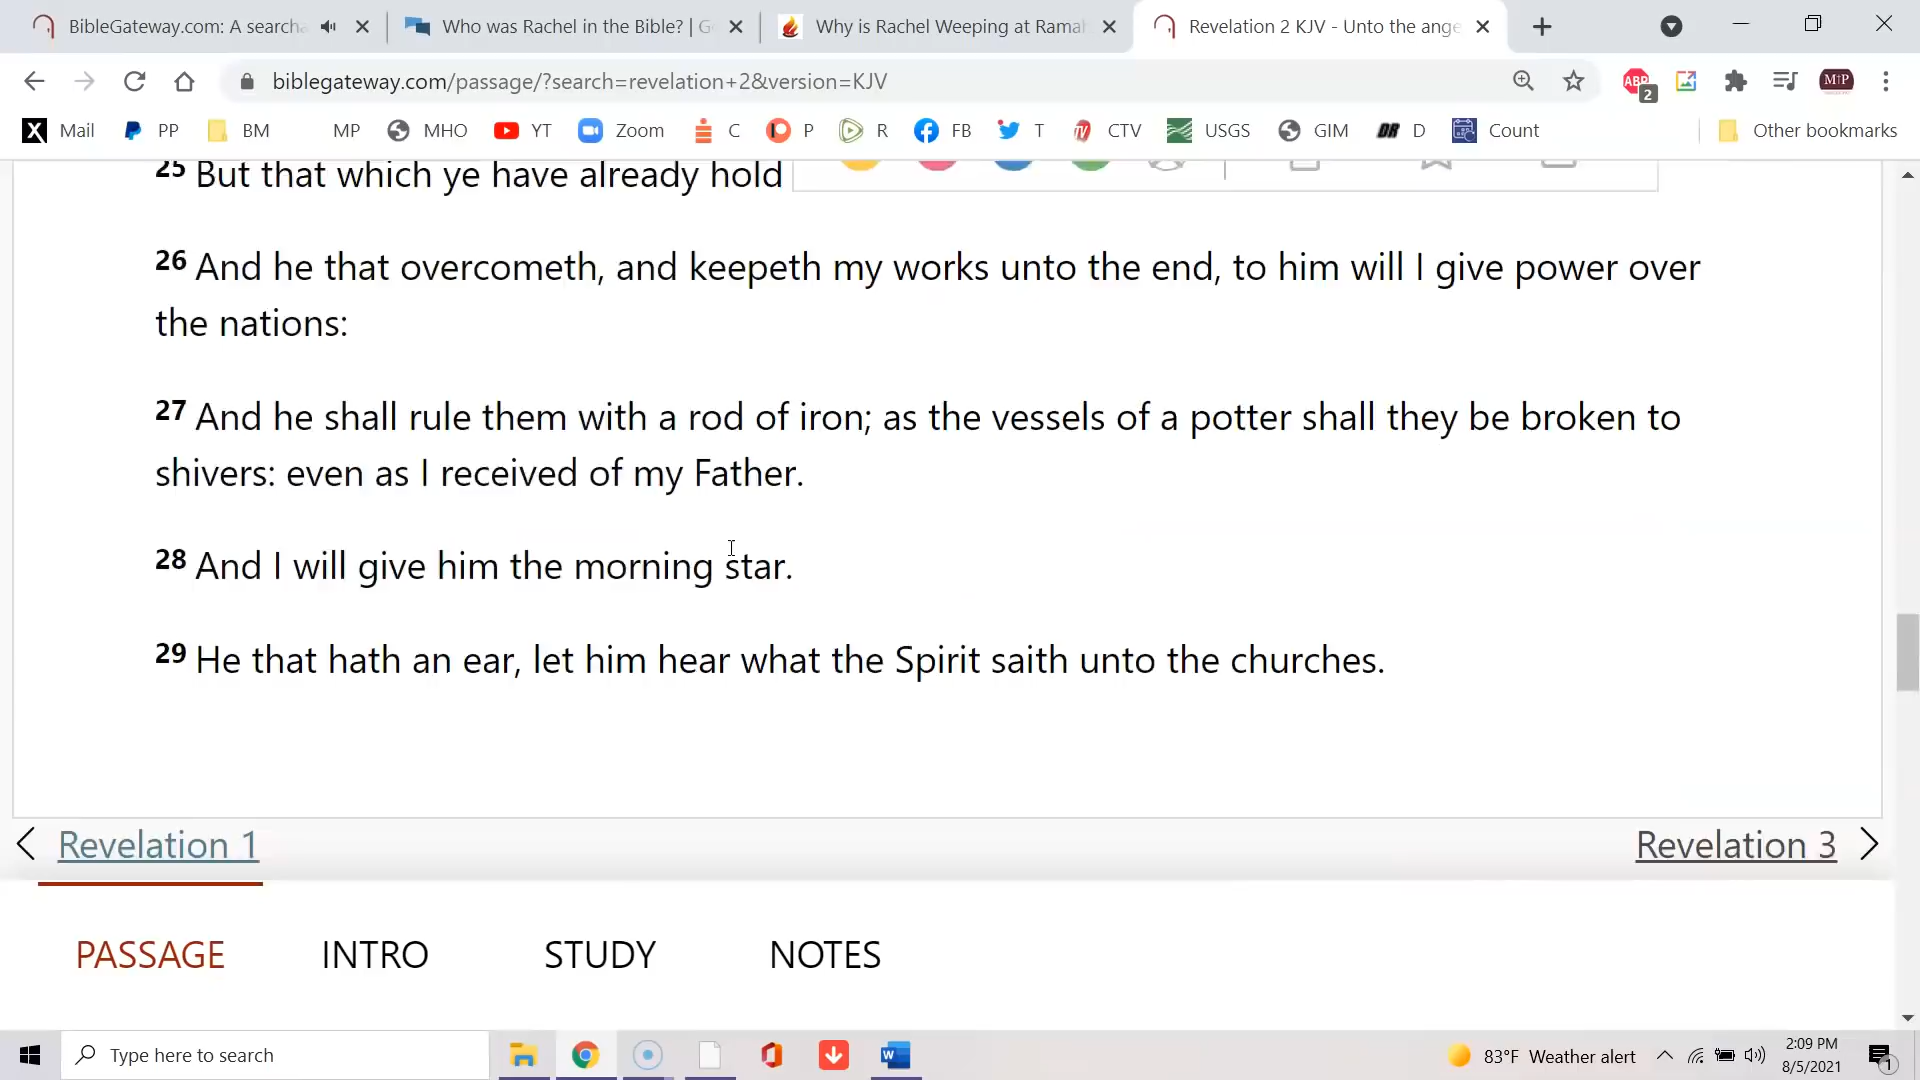 BibleGateway.com: A searcha
Who was Rachel in the Bible? | G
Why is Rachel Weeping at Ramah
Revelation 2 KJV - Unto the ange
biblegateway.com/passage/?search=revelation+2&version=KJV
ABP
2
M↑P
X Mail
PP
BM
MP
MHO
YT
Zoom
C
P
R
FB
T
CTV
USGS
GIM
DR D
Count
Other bookmarks
25 But that which ye have already hold
26 And he that overcometh, and keepeth my works unto the end, to him will I give power over
the nations:
27 And he shall rule them with a rod of iron; as the vessels of a potter shall they be broken to
shivers: even as I received of my Father.
28 And I will give him the morning star.
29 He that hath an ear, let him hear what the Spirit saith unto the churches.
Revelation 1
Revelation 3
PASSAGE
INTRO
STUDY
NOTES
Type here to search
W
83°F Weather alert
2:09 PM
8/5/2021
1